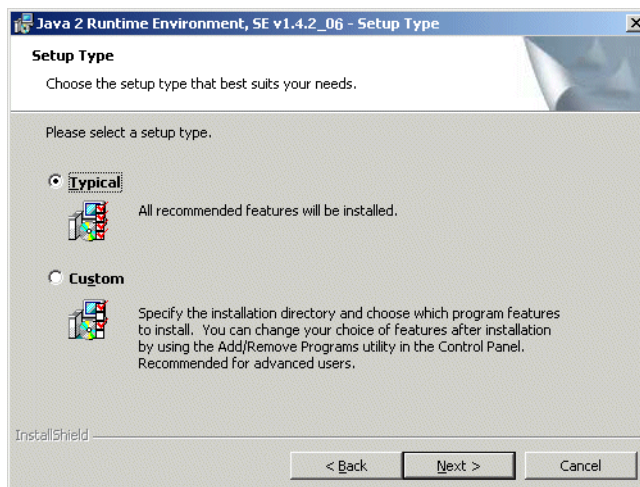 Java 2 Runtime Environment, SE v1.4.2_06 - Setup Type
Setup Type
Choose the setup type that best suits your needs.
Please select a setup type.
Typical
All recommended features will be installed.
Custom
Specify the installation directory and choose which program features
to install. You can change your choice of features after installation
by using the Add/Remove Programs utility in the Control Panel.
Recommended for advanced users.
InstallShield
< Back Next > Cancel